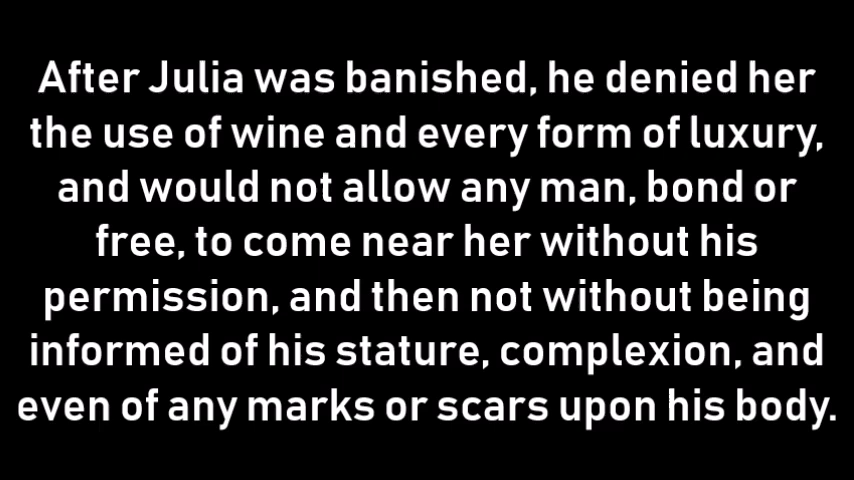 After Julia was banished, he denied her
the use of wine and every form of luxury,
and would not allow any man, bond or
free, to come near her without his
permission, and then not without being
informed of his stature, complexion, and
even of any marks or scars upon his body.